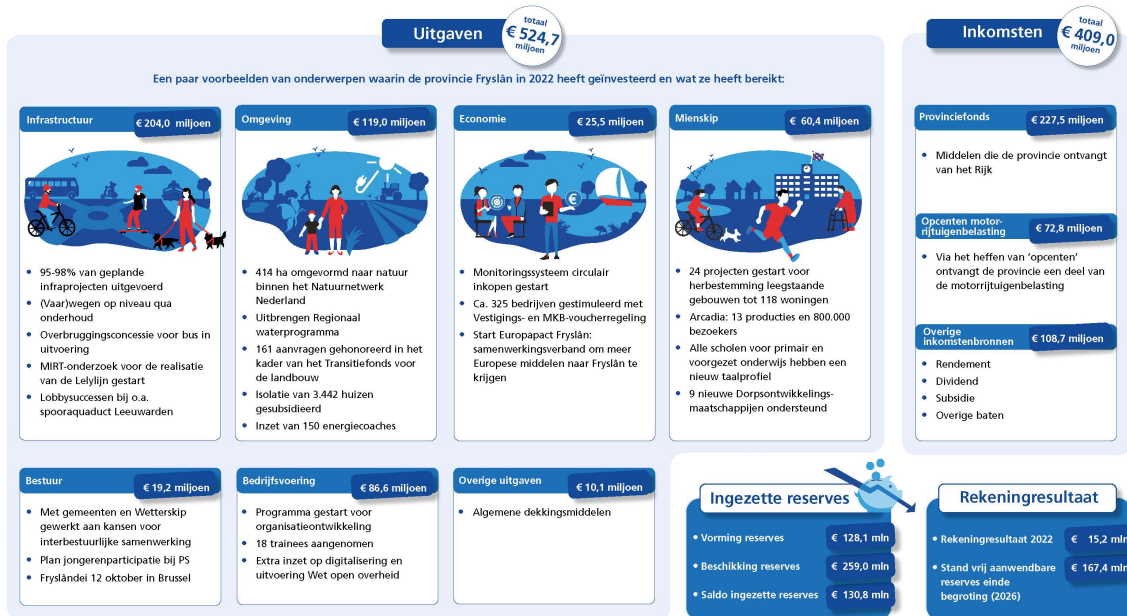 Uitgaven
totaal
€ 524,7
miljoen
Een paar voorbeelden van onderwerpen waarin de provincie Fryslân in 2022 heeft geïnvesteerd en wat ze heeft bereikt:
Infrastructuur
€ 204,0 miljoen
• 95-98% van geplande
infraprojecten uitgevoerd
• (Vaar)wegen op niveau qua
onderhoud
• Overbruggingsconcessie voor bus in
uitvoering
• MIRT-onderzoek voor de realisatie
van de Lelylijn gestart
• Lobbysuccessen bij o.a.
spooraquaduct Leeuwarden
Omgeving
€ 119,0 miljoen
• 414 ha omgevormd naar natuur
binnen het Natuurnetwerk
Nederland
• Uitbrengen Regionaal
waterprogramma
• 161 aanvragen gehonoreerd in het
kader van het Transitiefonds voor
de landbouw
• Isolatie van 3.442 huizen
gesubsidieerd
• Inzet van 150 energiecoaches
Economie
€ 25,5 miljoen
€
• Monitoringssysteem circulair
inkopen gestart
• Ca. 325 bedrijven gestimuleerd met
Vestigings- en MKB-voucherregeling
• Start Europapact Fryslân:
samenwerkingsverband om meer
Europese middelen naar Fryslân te
krijgen
Mienskip
€ 60,4 miljoen
• 24 projecten gestart voor
herbestemming leegstaande
gebouwen tot 118 woningen
• Arcadia: 13 producties en 800.000
bezoekers
• Alle scholen voor primair en
voorgezet onderwijs hebben een
nieuw taalprofiel
• 9 nieuwe Dorpsontwikkelings-
maatschappijen ondersteund
Bestuur
€ 19,2 miljoen
• Met gemeenten en Wetterskip
gewerkt aan kansen voor
interbestuurlijke samenwerking
• Plan jongerenparticipatie bij PS
• Fryslândei 12 oktober in Brussel
Bedrijfsvoering
€ 86,6 miljoen
• Programma gestart voor
organisatieontwikkeling
• 18 trainees aangenomen
• Extra inzet op digitalisering en
uitvoering Wet open overheid
Overige uitgaven
€ 10,1 miljoen
• Algemene dekkingsmiddelen
Inkomsten
totaal
€ 409,0
miljoen
Provinciefonds
€ 227,5 miljoen
• Middelen die de provincie ontvangt
van het Rijk
Opcenten motor-
rijtuigenbelasting
€ 72,8 miljoen
• Via het heffen van ‘opcenten’
ontvangt de provincie een deel van
de motorrijtuigenbelasting
Overige
inkomstenbronnen
€ 108,7 miljoen
• Rendement
• Dividend
• Subsidie
• Overige baten
Ingezette reserves
• Vorming reserves € 128,1 mln
• Beschikking reserves € 259,0 mln
• Saldo ingezette reserves € 130,8 mln
Rekeningresultaat
• Rekeningresultaat 2022 € 15,2 mln
• Stand vrij aanwendbare € 167,4 mln
reserves einde
begroting (2026)